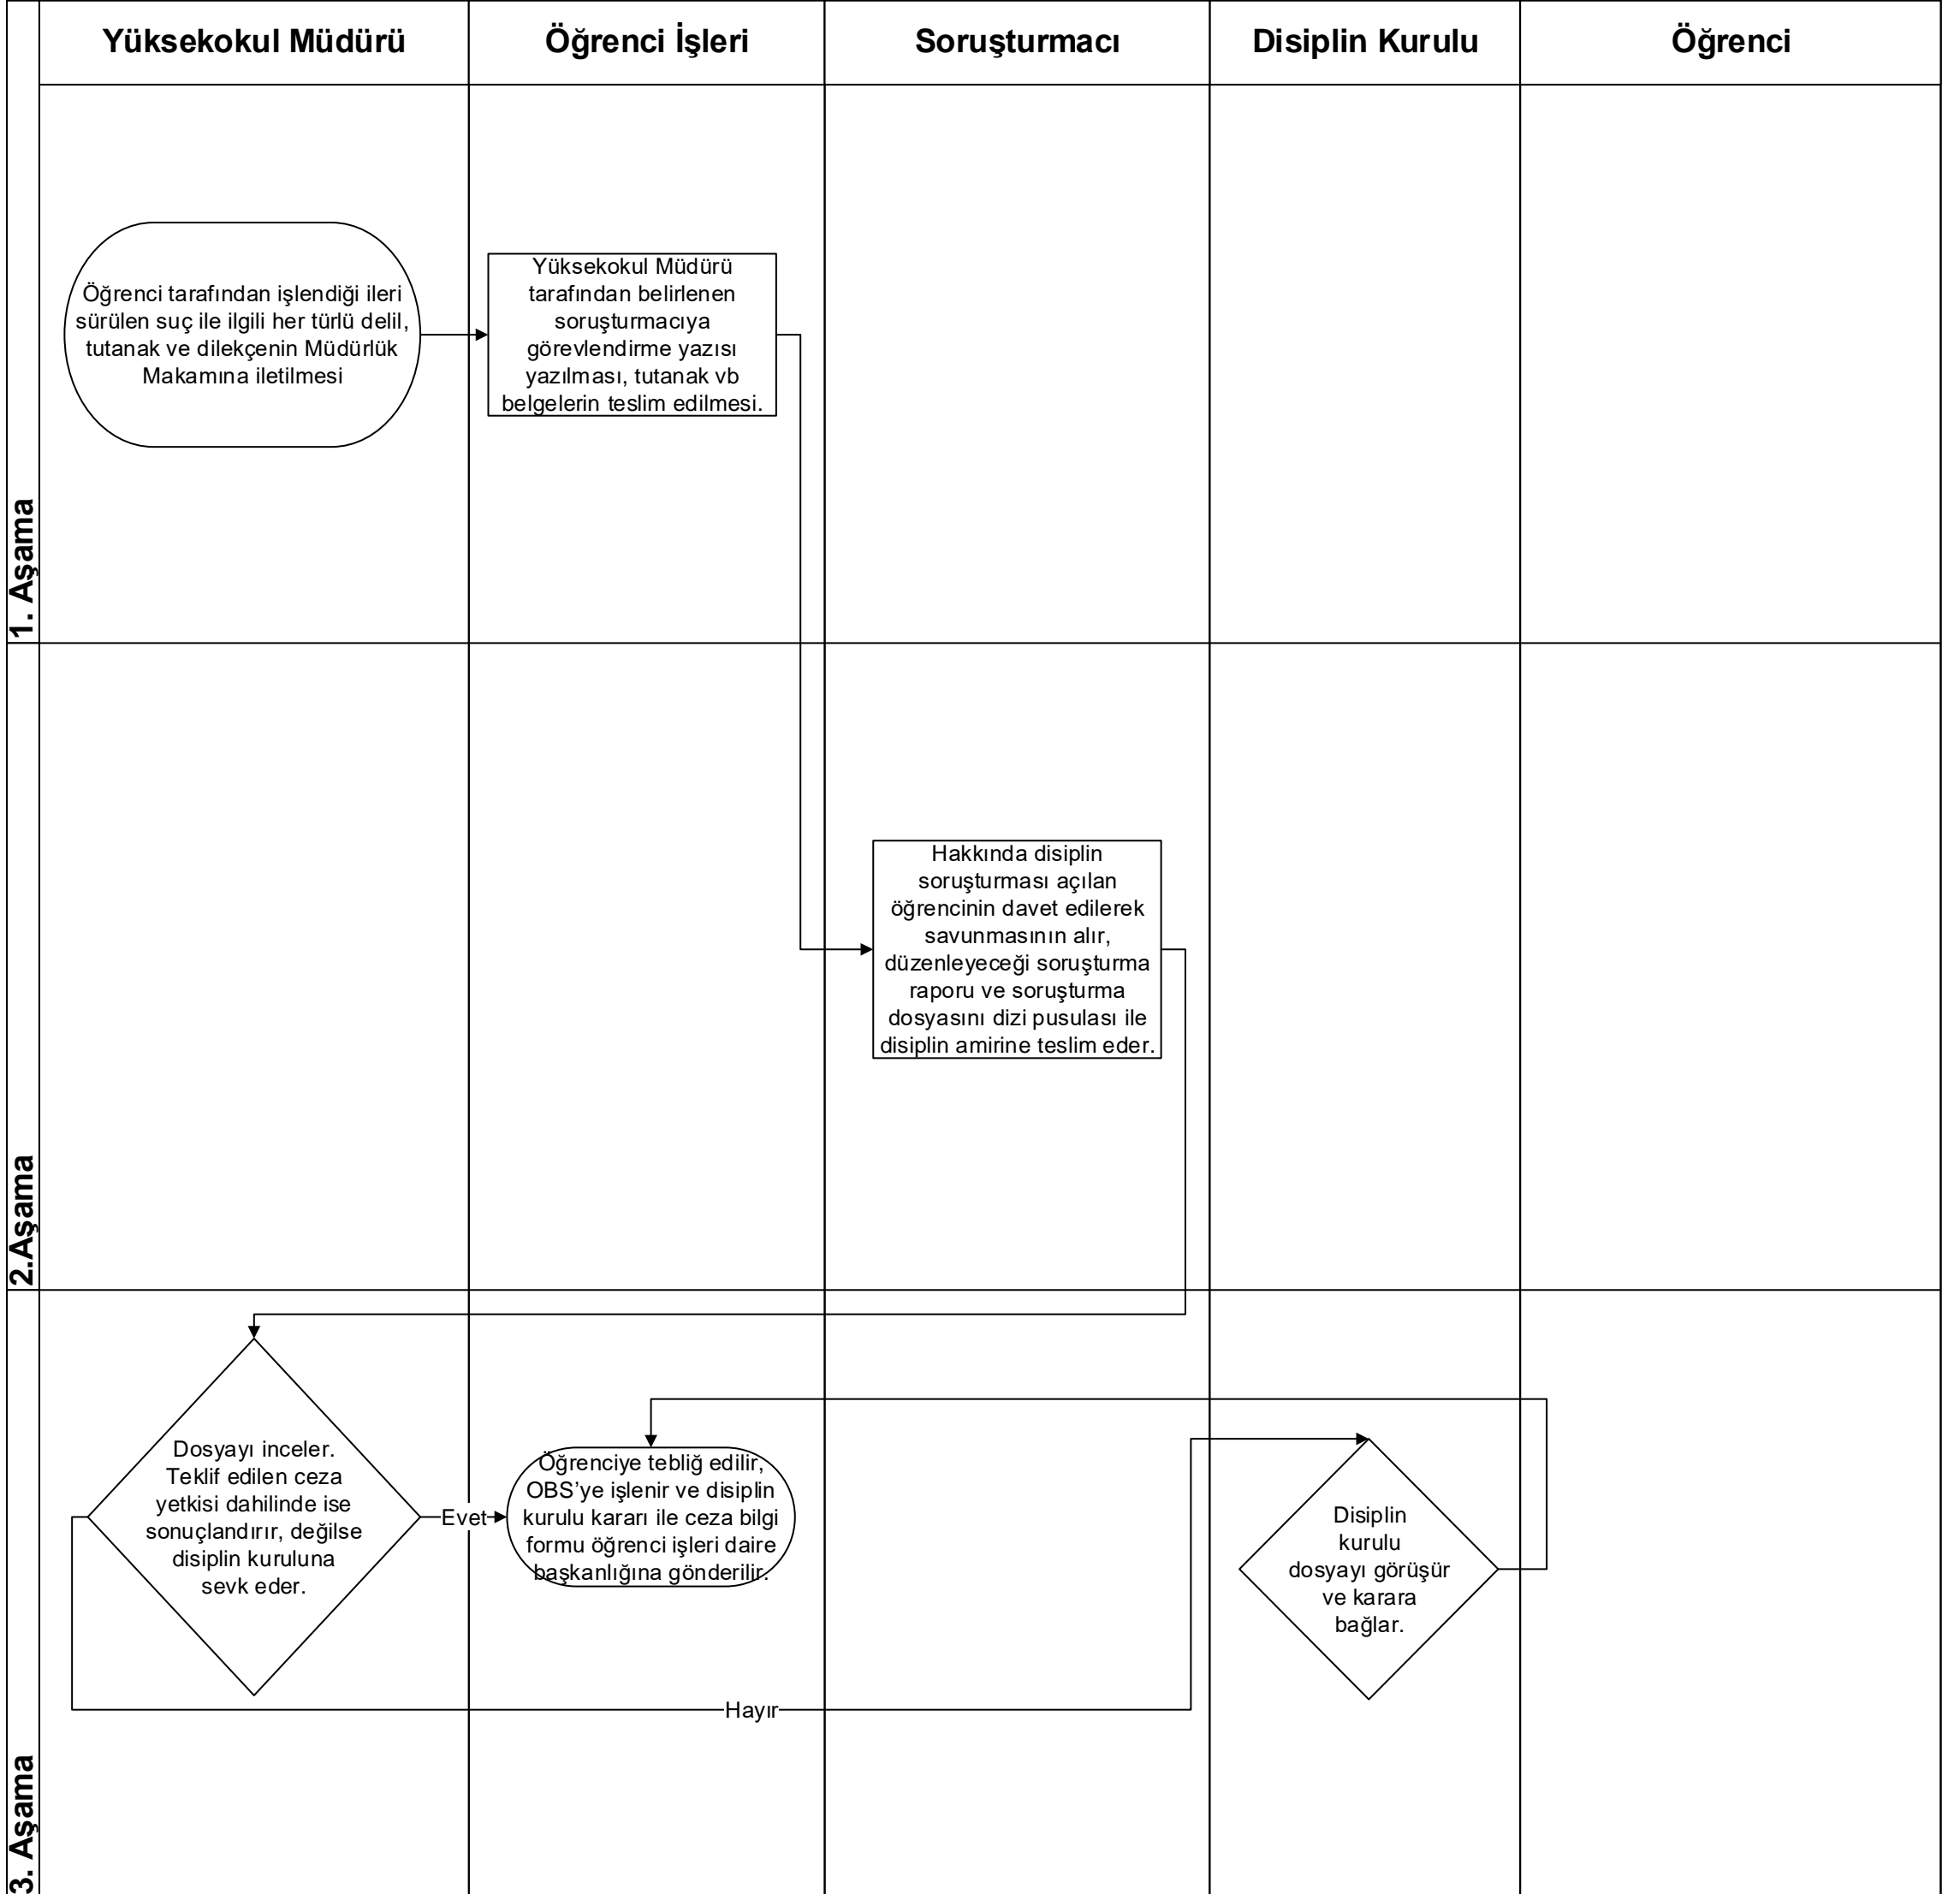 Yüksekokul Müdürü
Öğrenci İşleri
Soruşturmacı
Disiplin Kurulu
Öğrenci
1. Aşama
Öğrenci tarafından işlendiği ileri
sürülen suç ile ilgili her türlü delil,
tutanak ve dilekçenin Müdürlük
Makamına iletilmesi
Yüksekokul Müdürü
tarafından belirlenen
soruşturmacıya
görevlendirme yazısı
yazılması, tutanak vb
belgelerin teslim edilmesi.
2.Aşama
Hakkında disiplin
soruşturması açılan
öğrencinin davet edilerek
savunmasının alır,
düzenleyeceği soruşturma
raporu ve soruşturma
dosyasını dizi pusulası ile
disiplin amirine teslim eder.
3. Aşama
Dosyayı inceler.
Teklif edilen ceza
yetkisi dahilinde ise
sonuçlandırır, değilse
disiplin kuruluna
sevk eder.
Evet
Öğrenciye tebliğ edilir,
OBS’ye işlenir ve disiplin
kurulu kararı ile ceza bilgi
formu öğrenci işleri daire
başkanlığına gönderilir.
Disiplin
kurulu
dosyayı görüşür
ve karara
bağlar.
Hayır